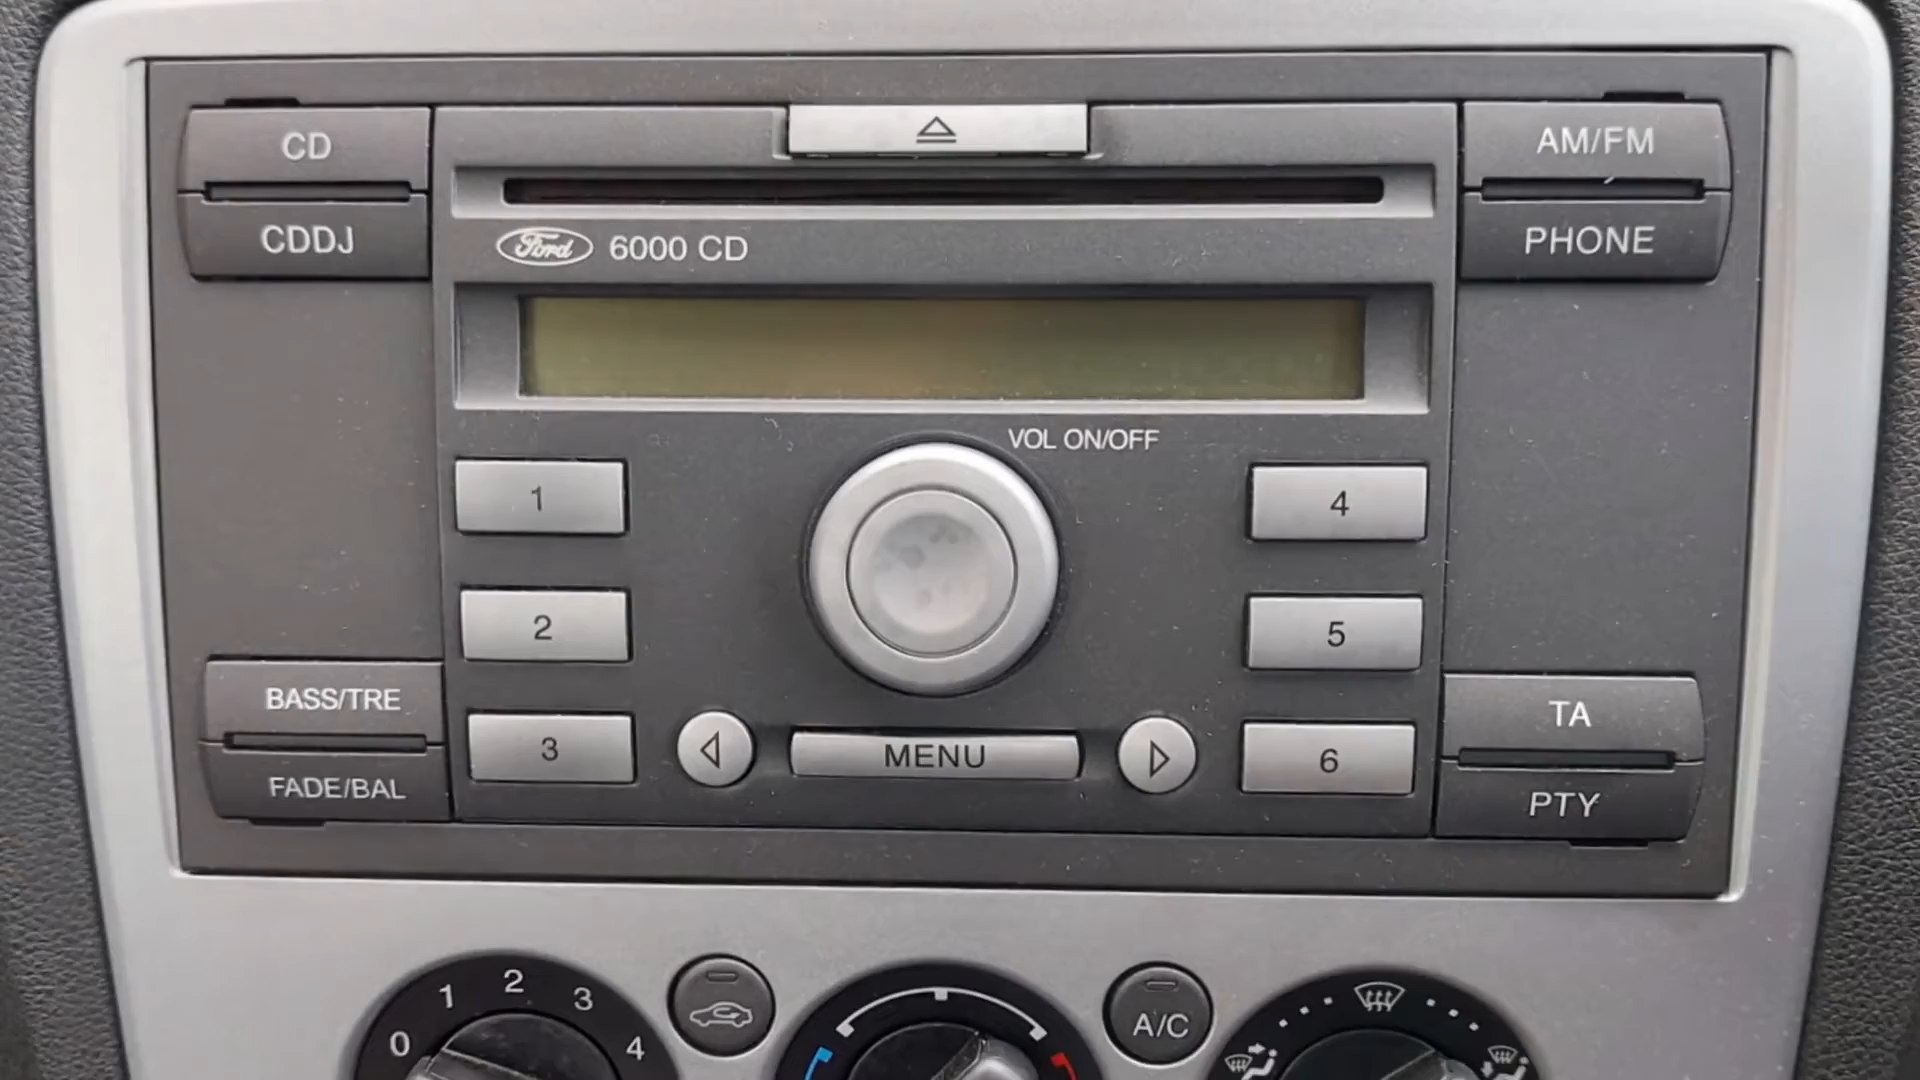 CD
AM/FM
CDDJ
PHONE
Ford 6000 CD
VOL ON/OFF
1
4
2
5
BASS/TRE
TA
3
MENU
6
FADE/BAL
PTY
0 1 2 3 4
A/C